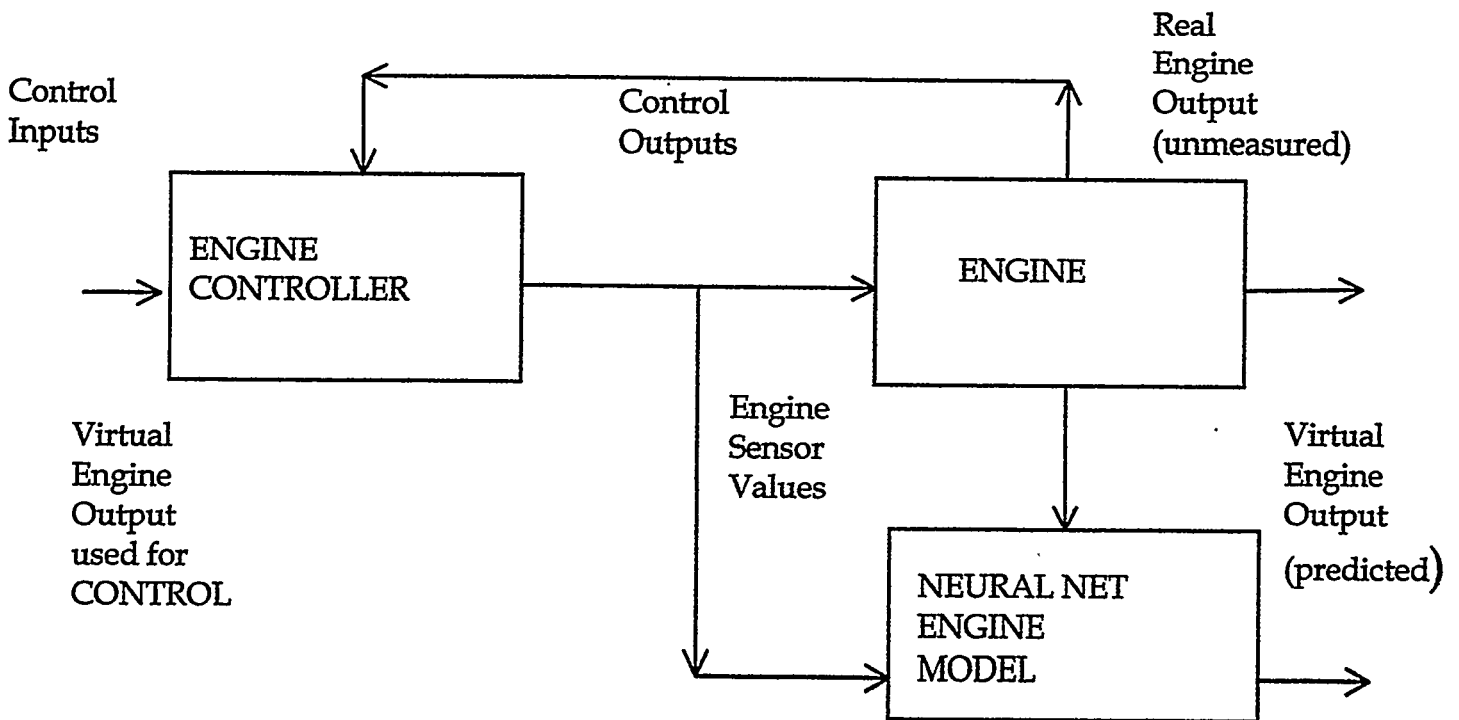 Control
Inputs
Control
Outputs
Real
Engine
Output
(unmeasured)
ENGINE
CONTROLLER
ENGINE
Virtual
Engine
Output
used for
CONTROL
Engine
Sensor
Values
Virtual
Engine
Output
(predicted)
NEURAL NET
ENGINE
MODEL